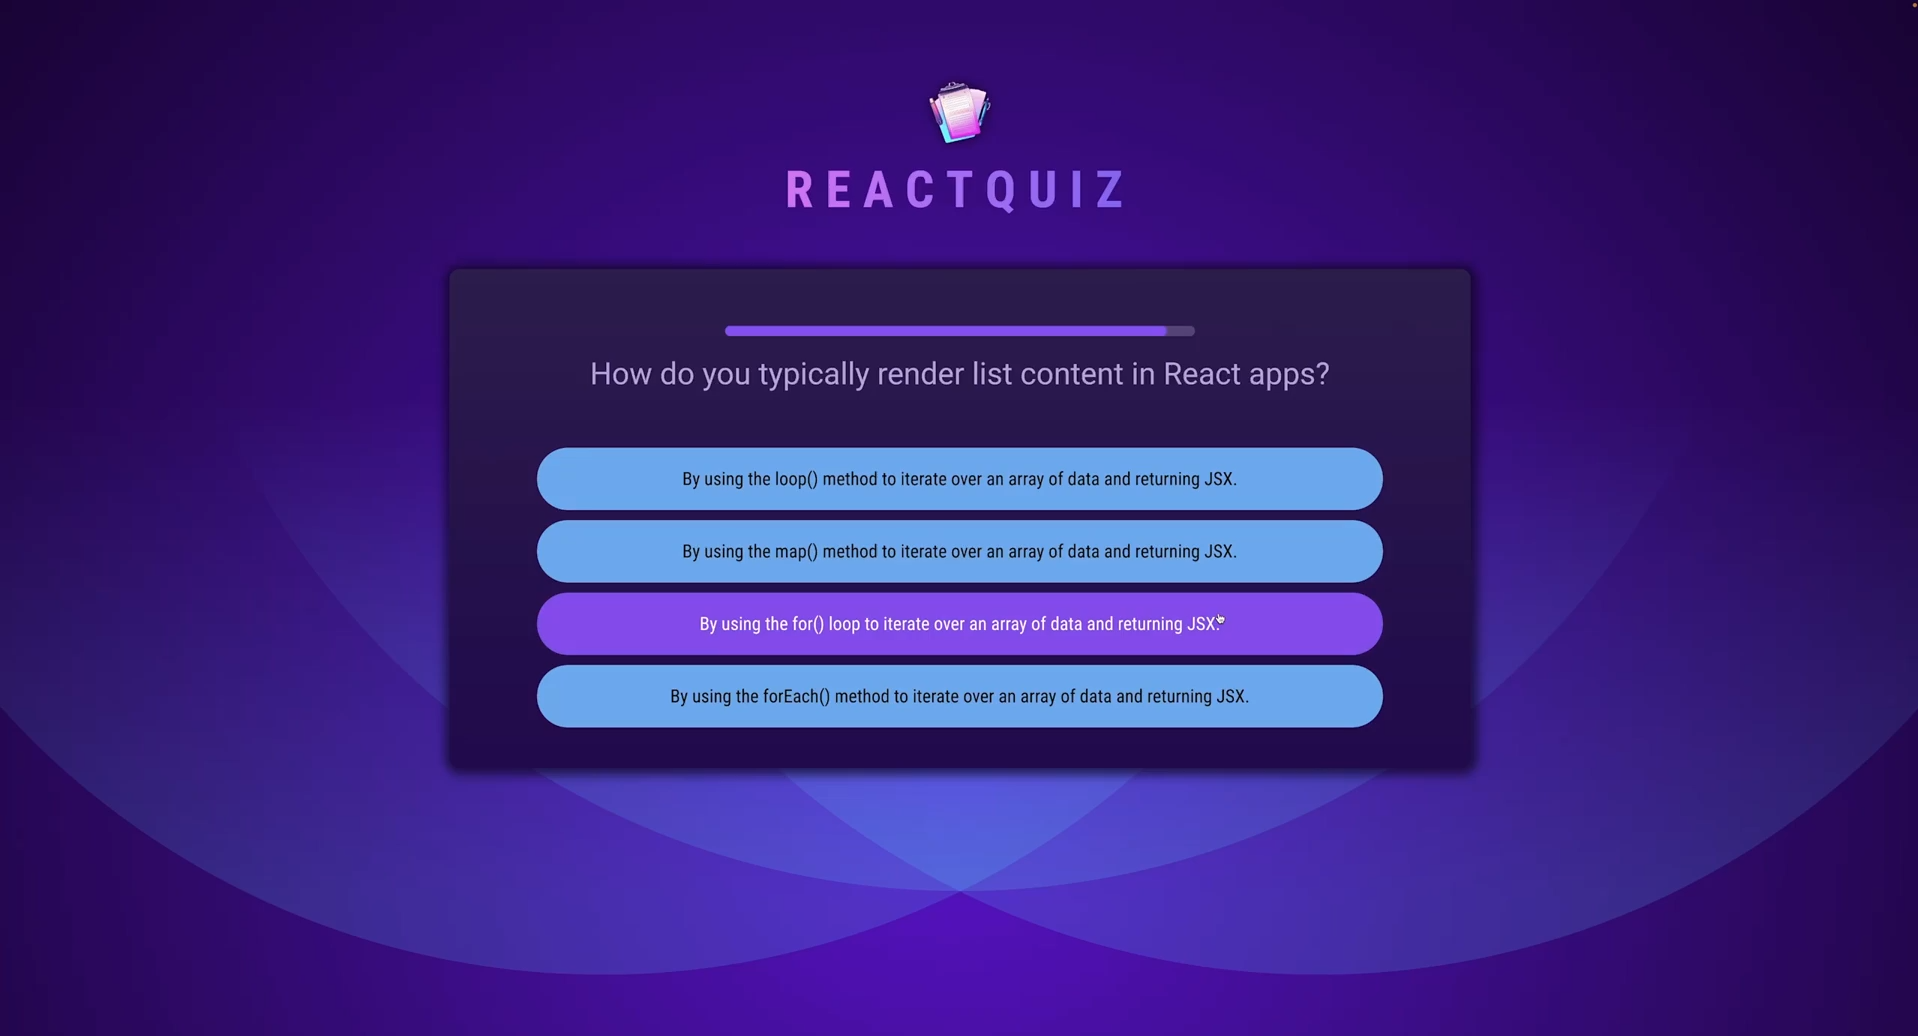 REACTQUIZ
How do you typically render list content in React apps?
By using the loop() method to iterate over an array of data and returning JSX.
By using the map() method to iterate over an array of data and returning JSX.
By using the for() loop to iterate over an array of data and returning JSX.
By using the forEach() method to iterate over an array of data and returning JSX.